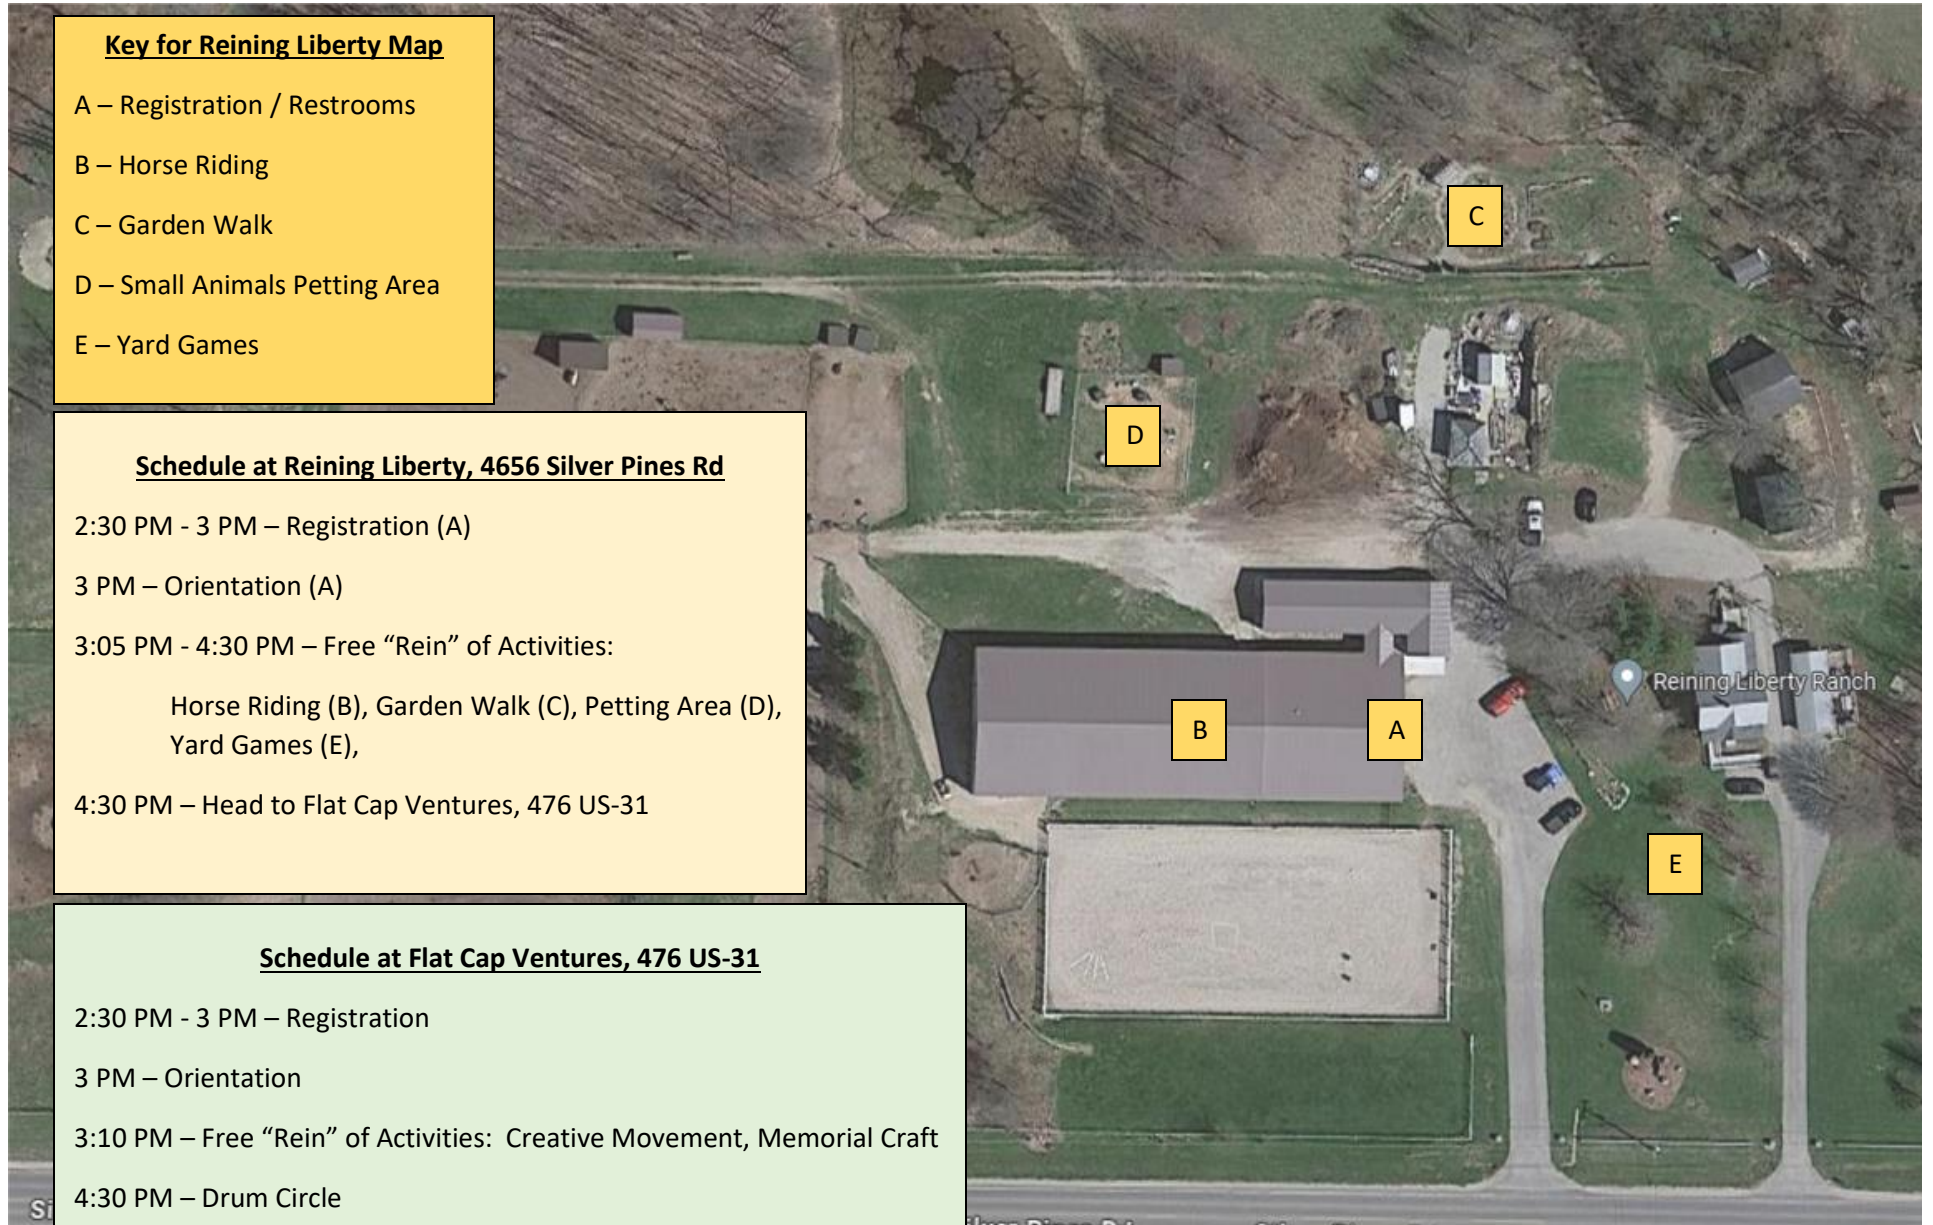 Key for Reining Liberty Map
A – Registration / Restrooms
B – Horse Riding
C – Garden Walk
D – Small Animals Petting Area
E – Yard Games
Schedule at Reining Liberty, 4656 Silver Pines Rd
2:30 PM - 3 PM – Registration (A)
3 PM – Orientation (A)
3:05 PM - 4:30 PM – Free “Rein” of Activities:
Horse Riding (B), Garden Walk (C), Petting Area (D),
Yard Games (E),
4:30 PM – Head to Flat Cap Ventures, 476 US-31
Schedule at Flat Cap Ventures, 476 US-31
2:30 PM - 3 PM – Registration
3 PM – Orientation
3:10 PM – Free “Rein” of Activities:  Creative Movement, Memorial Craft
4:30 PM – Drum Circle
C
D
Reining Liberty Ranch
B
A
E